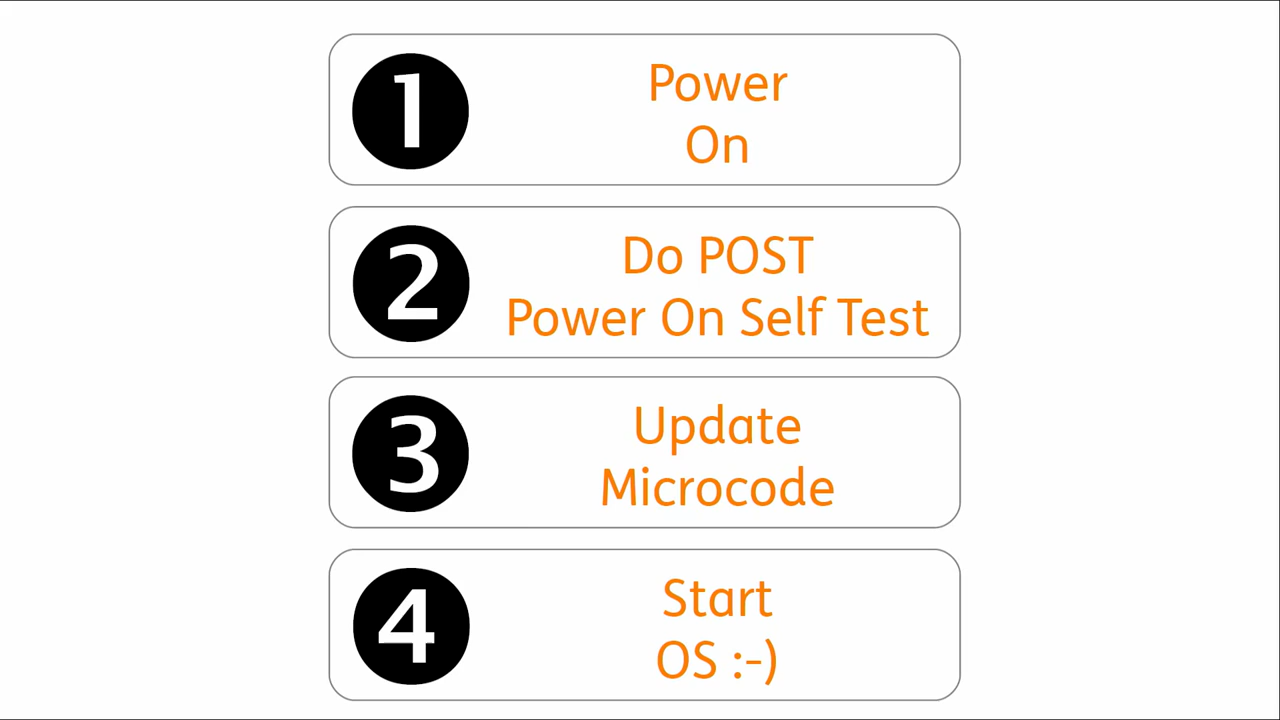 1
Power
On
2
Do POST
Power On Self Test
3
Update
Microcode
4
Start
OS :-)